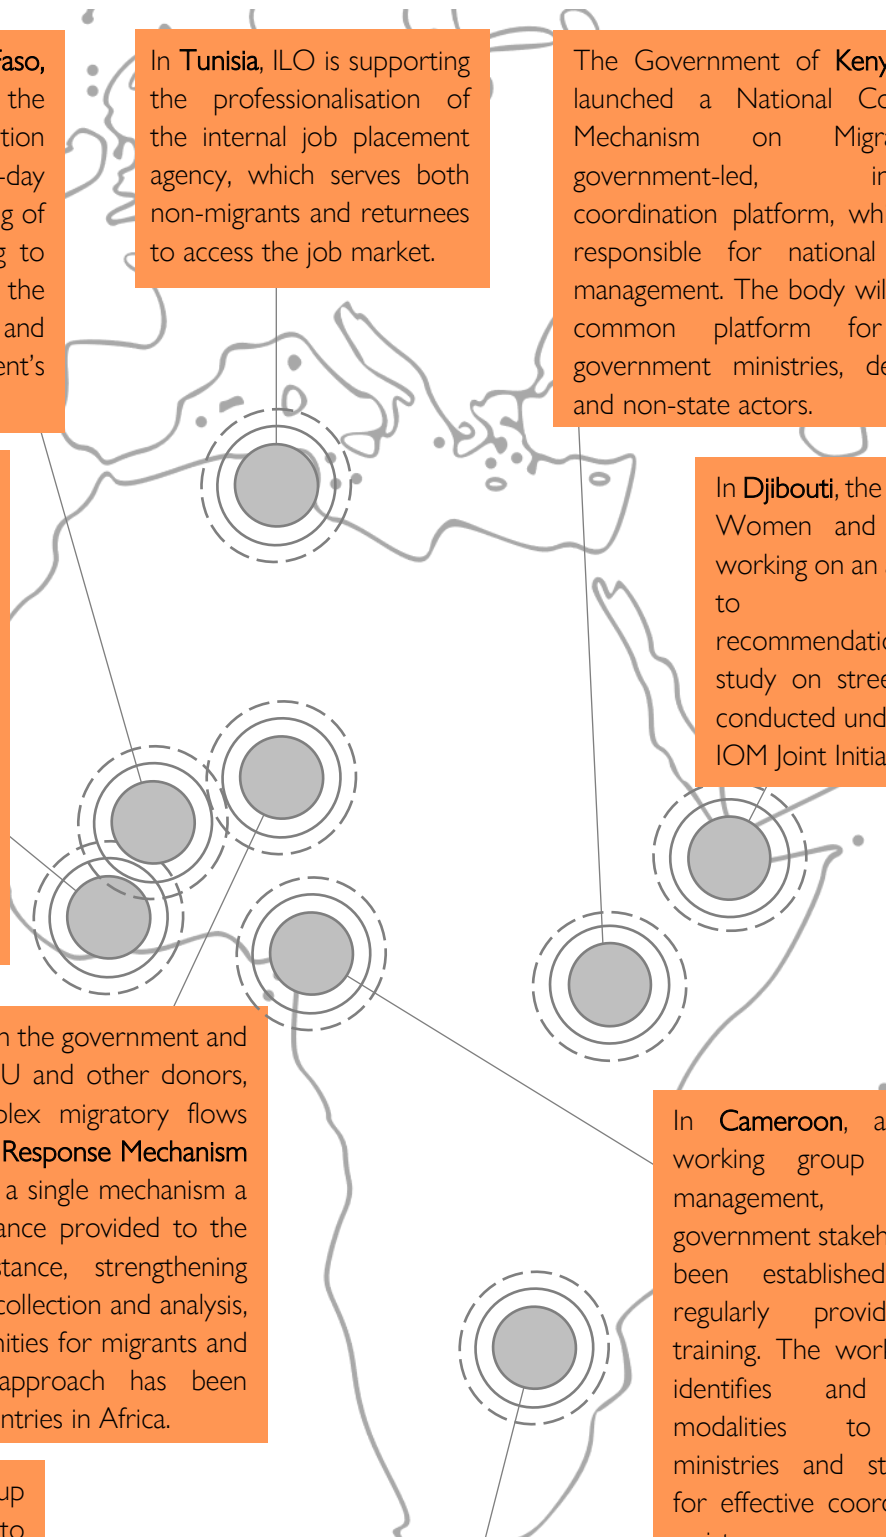 Faso,
the
tion
-day
g of
g to
the
and
ent's
In Tunisia, ILO is supporting
the professionalisation of
the internal job placement
agency, which serves both
non-migrants and returnees
to access the job market.
The Government of Keny
launched a National Co
Mechanism on Migra
government-led, in
coordination platform, wh
responsible for national
management. The body will
common platform for
government ministries, de
and non-state actors.
In Djibouti, the
Women and
working on an
to
recommendatio
study on stree
conducted und
IOM Joint Initia
n the government and
U and other donors,
plex migratory flows
Response Mechanism
a single mechanism a
ance provided to the
stance, strengthening
collection and analysis,
nities for migrants and
approach has been
ntries in Africa.
In Cameroon, a
working group
management,
government stakeh
been established
regularly provid
training. The work
identifies and
modalities to
ministries and st
for effective coord
up
to